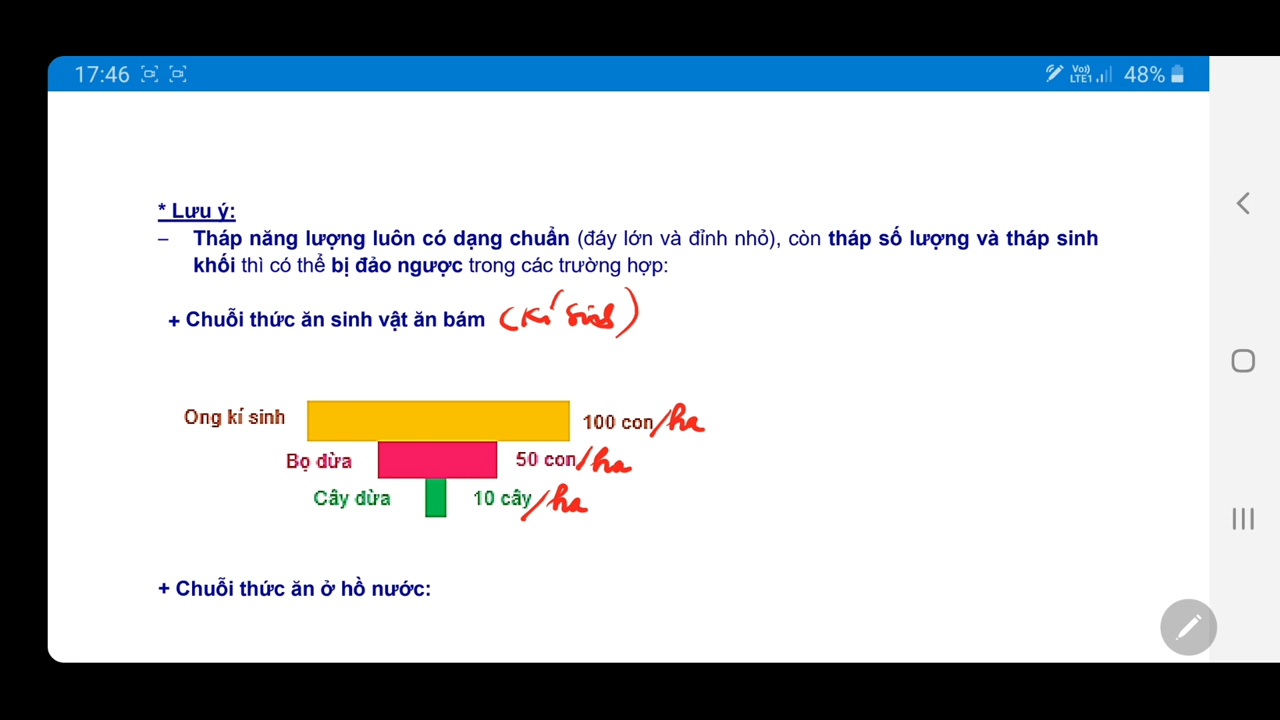 17:46 Vo)) LTE1 48%
* Lưu ý:
– Tháp năng lượng luôn có dạng chuẩn (đáy lớn và đỉnh nhỏ), còn tháp số lượng và tháp sinh
khối thì có thể bị đảo ngược trong các trường hợp:
+ Chuỗi thức ăn sinh vật ăn bám (kí sinh)
Ong kí sinh 100 con/ha
Bọ dừa 50 con/ha
Cây dừa 10 cây/ha
+ Chuỗi thức ăn ở hồ nước: